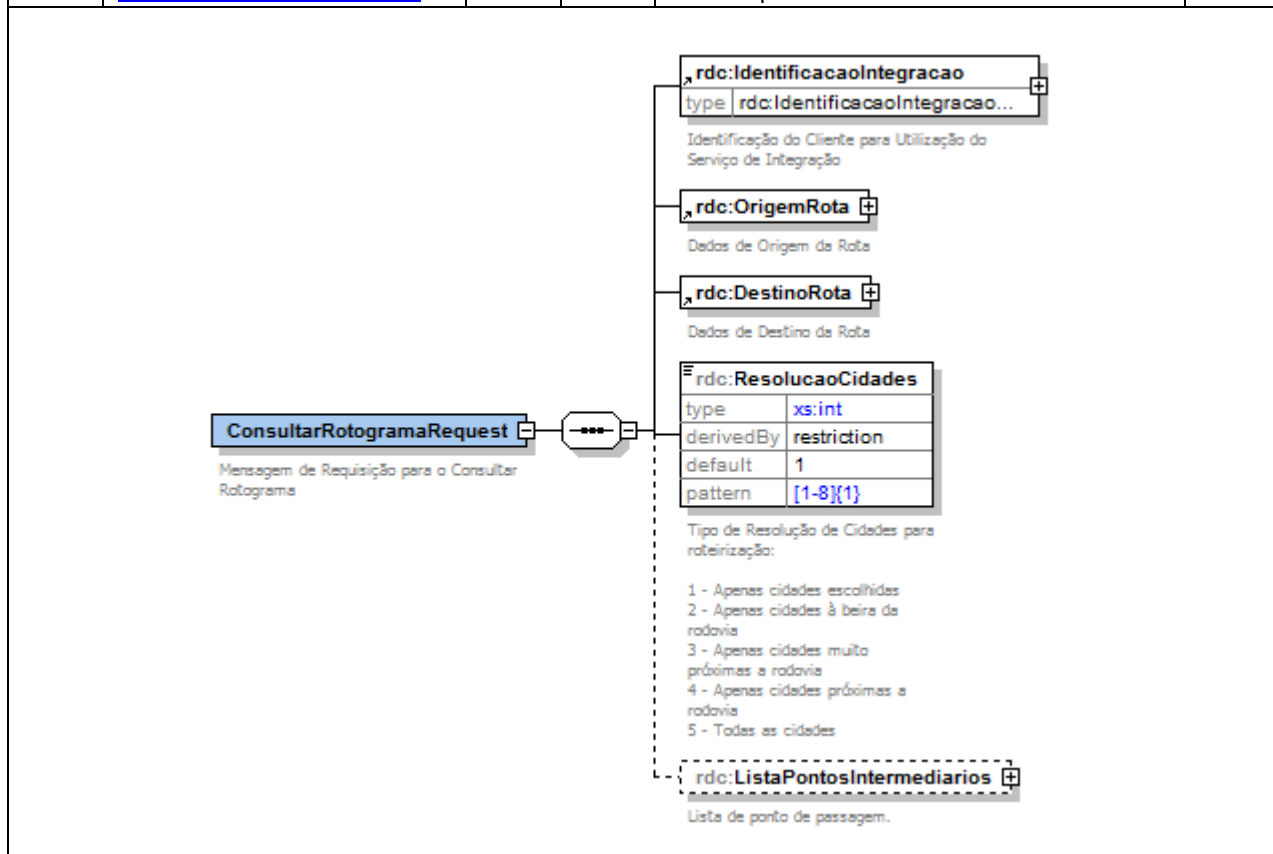 rdc:IdentificacaoIntegracao
type rdc:IdentificacaoIntegracao...
Identificação do Cliente para Utilização do
Serviço de Integração
rdc:OrigemRota
Dados de Origem da Rota
rdc:DestinoRota
Dados de Destino da Rota
rdc:ResolucaoCidades
type xs:int
derivedBy restriction
default 1
pattern [1-8]{1}
Tipo de Resolução de Cidades para
roteirização:
1 - Apenas cidades escolhidas
2 - Apenas cidades à beira da
rodovia
3 - Apenas cidades muito
próximas a rodovia
4 - Apenas cidades próximas a
rodovia
5 - Todas as cidades
ConsultarRotogramaRequest
Mensagem de Requisição para o Consultar
Rotograma
rdc:ListaPontosIntermediarios
Lista de ponto de passagem.